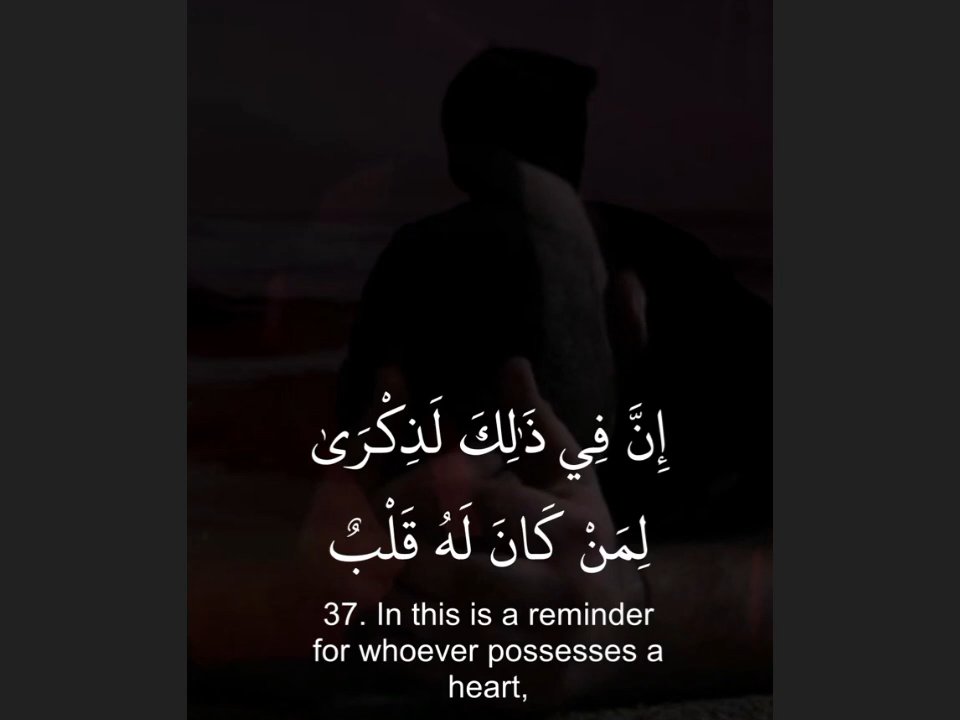 إِنَّ فِي ذَٰلِكَ لَذِكْرَىٰ
لِمَنْ كَانَ لَهُ قَلْبٌ
37. In this is a reminder
for whoever possesses a
heart,